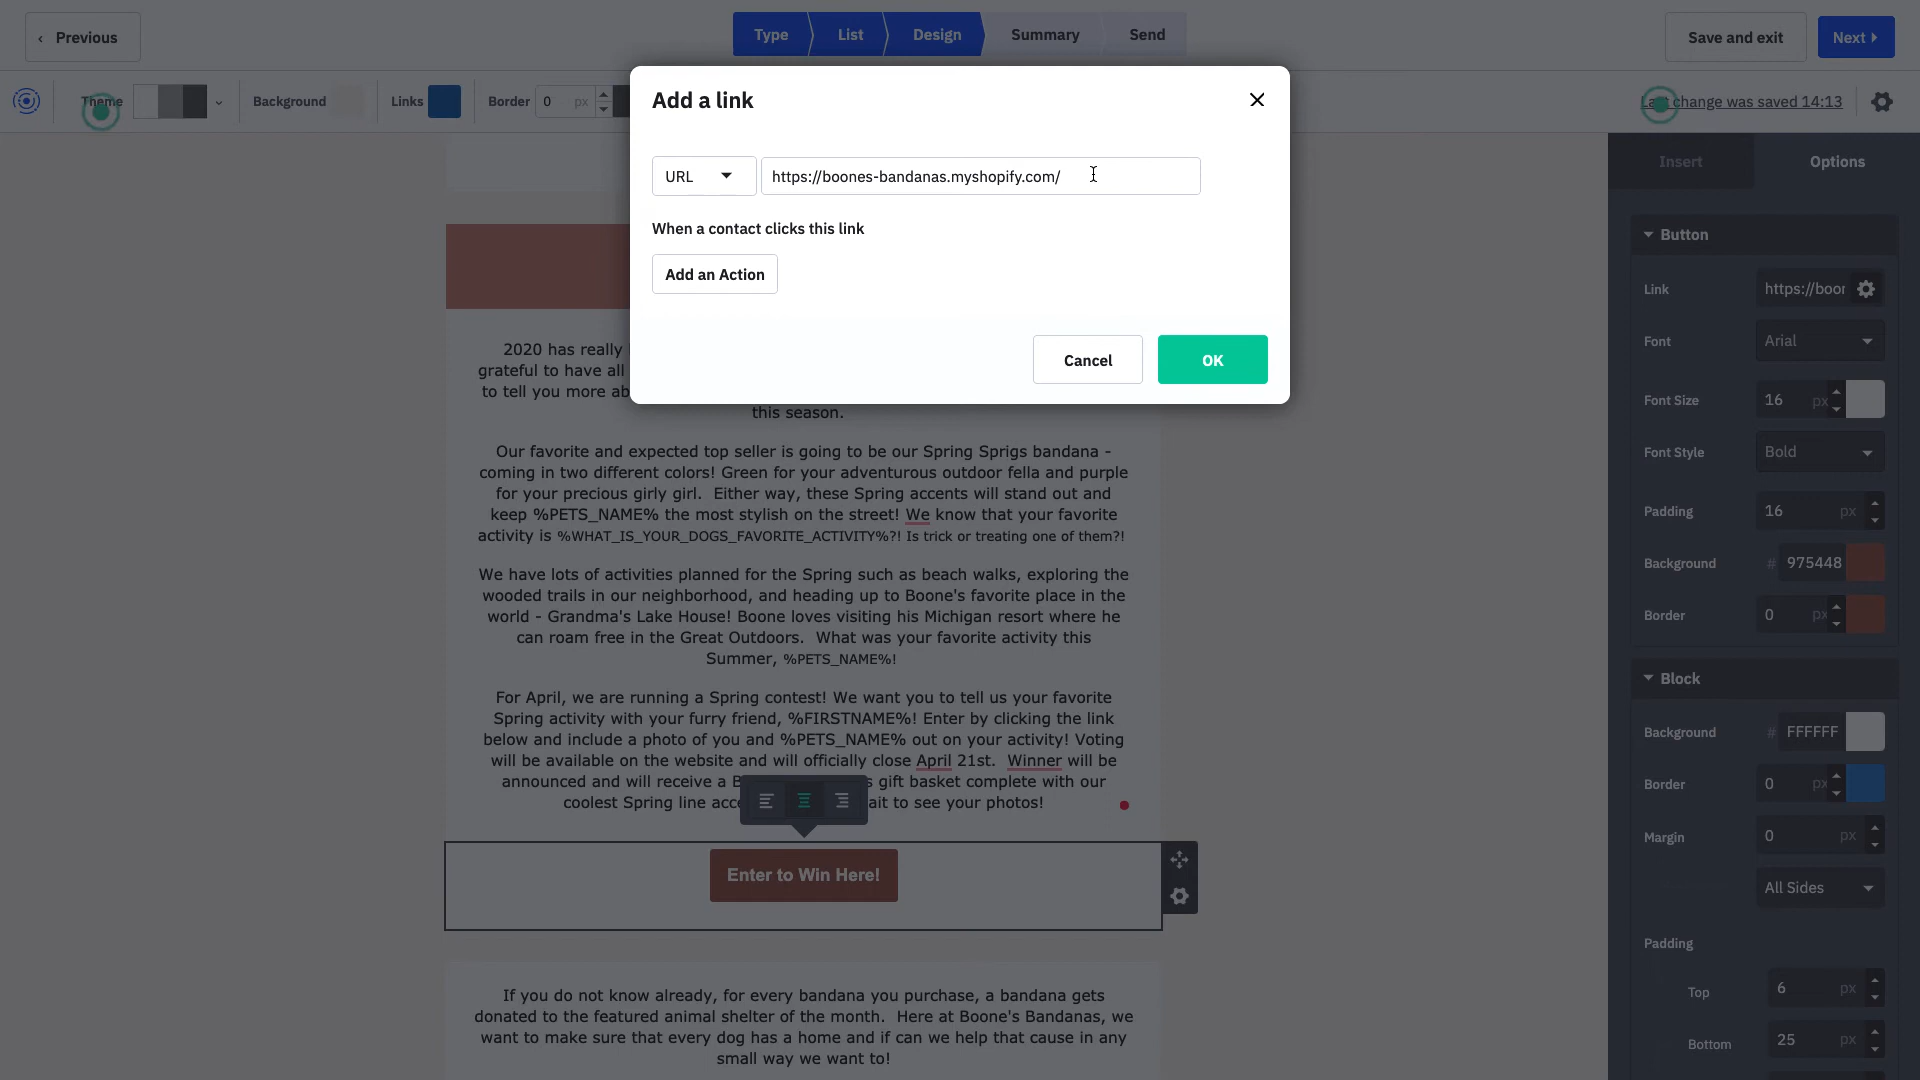 ‹ Previous
Type
List
Design
Summary
Send
Save and exit
Next
Theme
Background
Links
Border
0
px
change was saved 14:13
Add a link
URL
https://boones-bandanas.myshopify.com/
When a contact clicks this link
Add an Action
Cancel
OK
2020 has really
grateful to have all
to tell you more ab
this season.
Our favorite and expected top seller is going to be our Spring Sprigs bandana -
coming in two different colors! Green for your adventurous outdoor fella and purple
for your precious girly girl.  Either way, these Spring accents will stand out and
keep %PETS_NAME% the most stylish on the street! We know that your favorite
activity is %WHAT_IS_YOUR_DOGS_FAVORITE_ACTIVITY%?! Is trick or treating one of them?!
We have lots of activities planned for the Spring such as beach walks, exploring the
wooded trails in our neighborhood, and heading up to Boone's favorite place in the
world - Grandma's Lake House! Boone loves visiting his Michigan resort where he
can roam free in the Great Outdoors.  What was your favorite activity this
Summer, %PETS_NAME%!
For April, we are running a Spring contest! We want you to tell us your favorite
Spring activity with your furry friend, %FIRSTNAME%! Enter by clicking the link
below and include a photo of you and %PETS_NAME% out on your activity! Voting
will be available on the website and will officially close April 21st.  Winner will be
announced and will receive a B s gift basket complete with our
coolest Spring line acce ait to see your photos!
Enter to Win Here!
If you do not know already, for every bandana you purchase, a bandana gets
donated to the featured animal shelter of the month.  Here at Boone's Bandanas, we
want to make sure that every dog has a home and if can we help that cause in any
small way we want to!
Insert
Options
Button
Link
https://boor
Font
Arial
Font Size
16
px
Font Style
Bold
Padding
16
px
Background
# 975448
Border
0
px
Block
Background
# FFFFFF
Border
0
px
Margin
0
px
All Sides
Padding
Top
6
px
Bottom
25
px